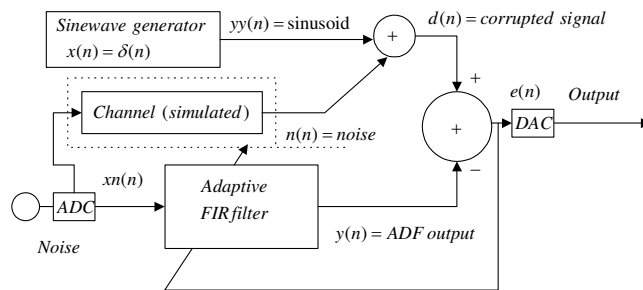 Sinewave generator
x(n) = δ(n)
yy(n) = sinusoid
d(n) = corrupted signal
+
+
Channel (simulated)
n(n) = noise
+
e(n)
Output
DAC
−
xn(n)
ADC
Adaptive
FIR filter
y(n) = ADF output
Noise